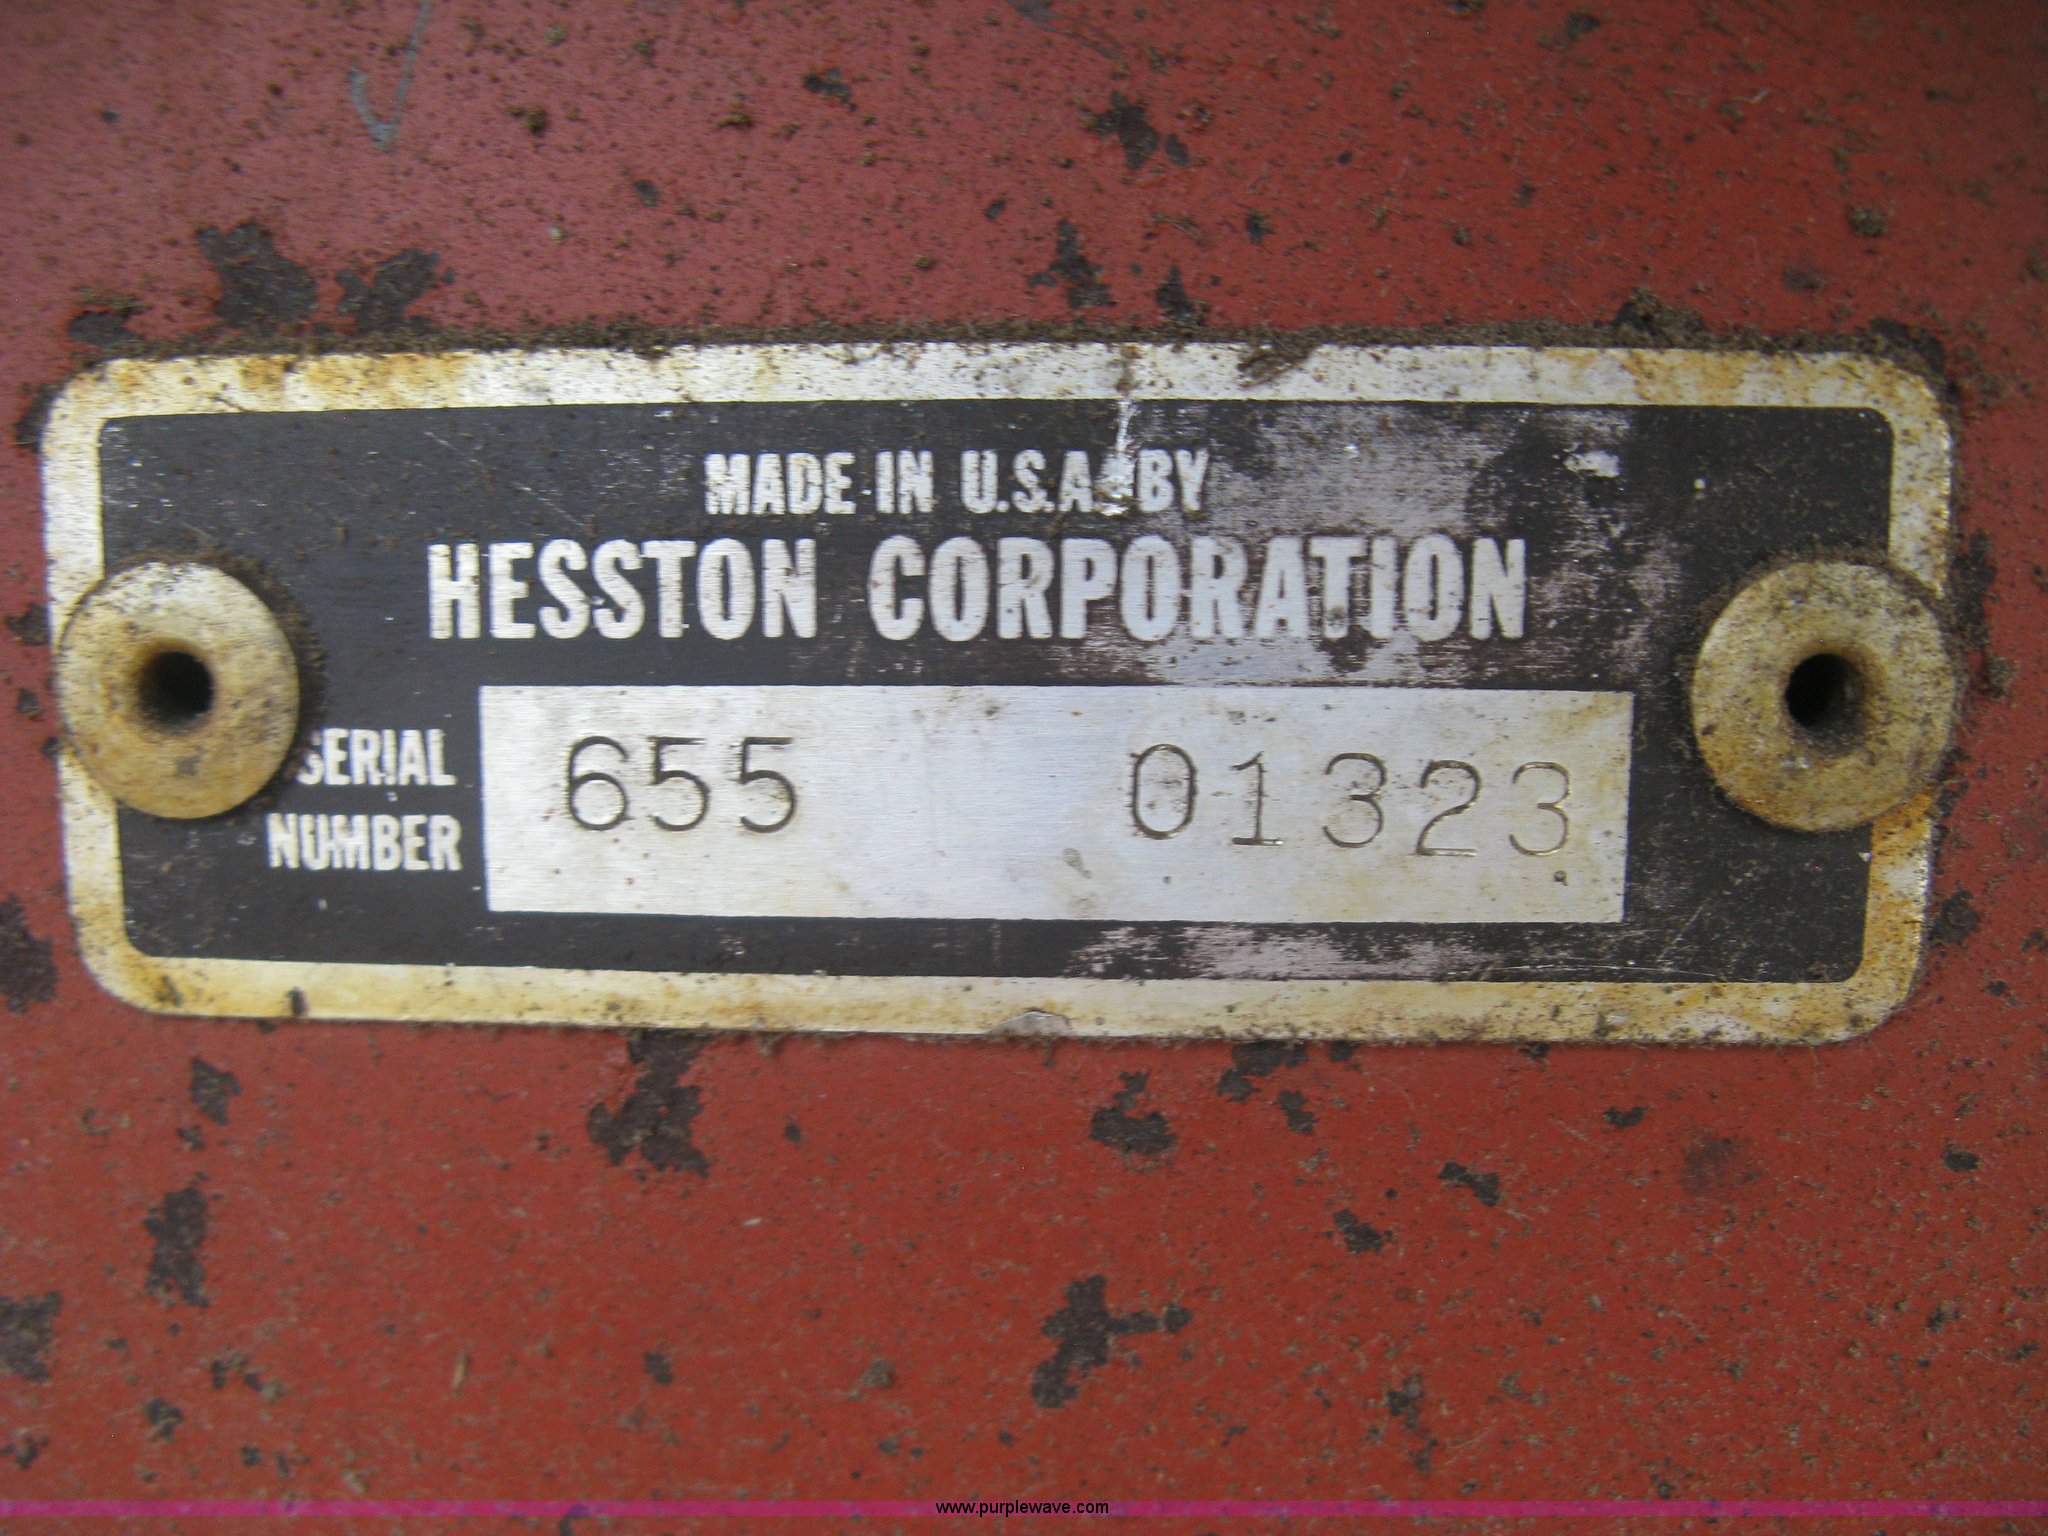 MADE IN U.S.A. BY
HESSTON CORPORATION
SERIAL
NUMBER
655 01323
www.purplewave.com